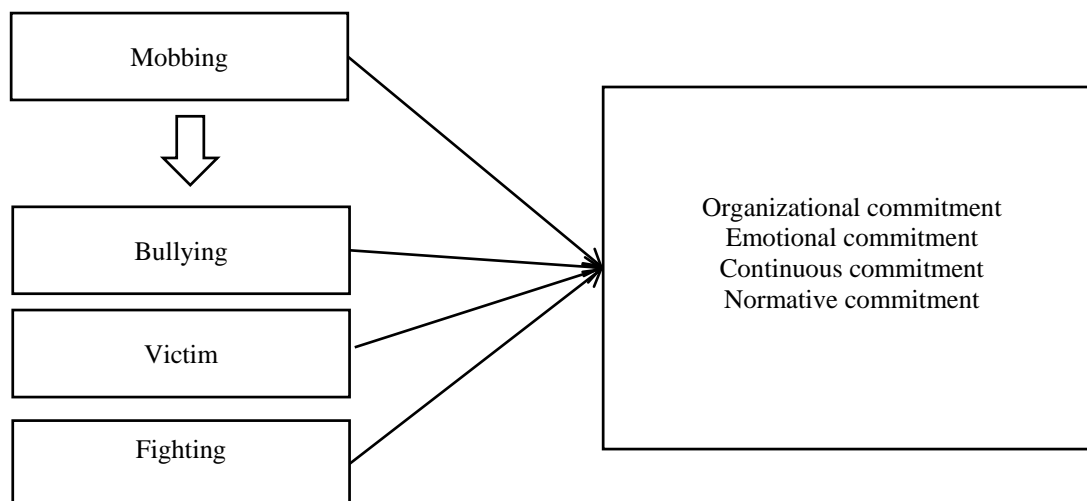 Mobbing
Bullying
Victim
Fighting
Organizational commitment
Emotional commitment
Continuous commitment
Normative commitment